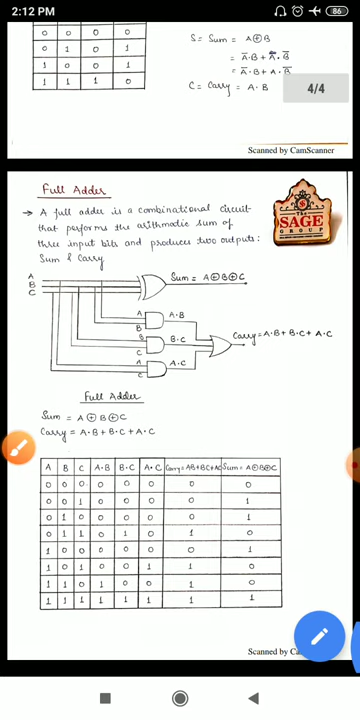 2:12 PM
86
0 0 0 0
0 1 0 1
1 0 0 1
1 1 1 0
S = Sum = A⊕B
= A̅·B + A·B̅
= A̅·B + A·B̅
C = Carry = A·B
4/4
Scanned by CamScanner
Full Adder
→ A full adder is a combinational circuit
that performs the arithmatic sum of
three input bits and produces two outputs:
Sum & Carry
The
SAGE
GROUP
A
B
C
Sum = A⊕B⊕C
A
B
A·B
B
C
B·C
A
C
A·C
Carry = A·B + B·C + A·C
Full Adder
Sum = A⊕B⊕C
Carry = A·B + B·C + A·C
A B C A·B B·C A·C Carry=AB+BC+AC Sum=A⊕B⊕C
0 0 0 0 0 0 0 0
0 0 1 0 0 0 0 1
0 1 0 0 0 0 0 1
0 1 1 0 1 0 1 0
1 0 0 0 0 0 0 1
1 0 1 0 0 1 1 0
1 1 0 1 0 0 1 0
1 1 1 1 1 1 1 1
Scanned by